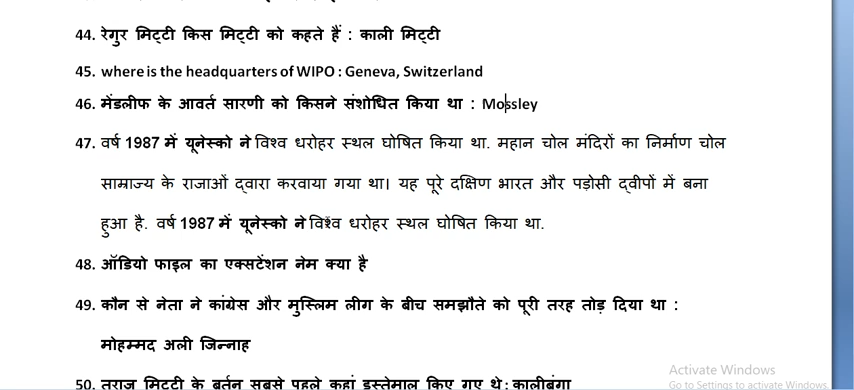 44. रेगुर मिट्टी किस मिट्टी को कहते हैं : काली मिट्टी
45. where is the headquarters of WIPO : Geneva, Switzerland
46. मेंडलीफ के आवर्त सारणी को किसने संशोधित किया था : Mossley
47. वर्ष 1987 में यूनेस्को ने विश्व धरोहर स्थल घोषित किया था. महान चोल मंदिरों का निर्माण चोल
साम्राज्य के राजाओं द्वारा करवाया गया था। यह पूरे दक्षिण भारत और पड़ोसी द्वीपों में बना
हुआ है. वर्ष 1987 में यूनेस्को ने विश्व धरोहर स्थल घोषित किया था.
48. ऑडियो फाइल का एक्सटेंशन नेम क्या है
49. कौन से नेता ने कांग्रेस और मुस्लिम लीग के बीच समझौते को पूरी तरह तोड़ दिया था :
मोहम्मद अली जिन्नाह
50. तराज मिट्टी के बर्तन सबसे पहले कहां इस्तेमाल किए गए थे : कालीबंगा
Activate Windows
Go to Settings to activate Windows.